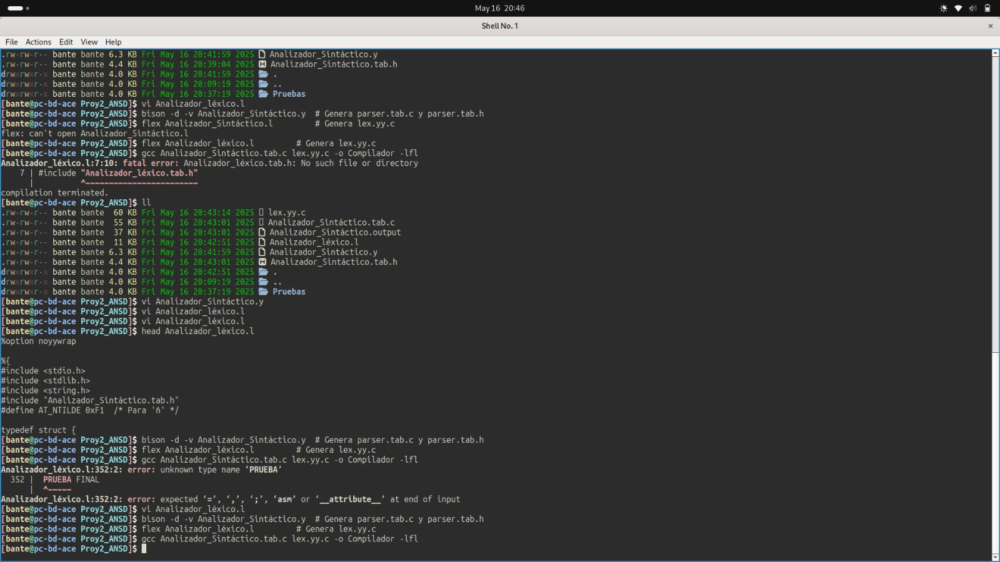 May 16 20:46
Shell No. 1
File Actions Edit View Help
.rw-rw-r-- bante bante 6.3 KB Fri May 16 20:41:59 2025 Analizador_Sintáctico.y
.rw-rw-r-- bante bante 4.4 KB Fri May 16 20:39:04 2025 Analizador_Sintáctico.tab.h
drwxrwxr-x bante bante 4.0 KB Fri May 16 20:41:59 2025 .
drwxrwxr-x bante bante 4.0 KB Fri May 16 20:09:19 2025 ..
drwxrwxr-x bante bante 4.0 KB Fri May 16 20:37:19 2025 Pruebas
[bante@pc-bd-ace Proy2_ANSD]$ vi Analizador_léxico.l
[bante@pc-bd-ace Proy2_ANSD]$ bison -d -v Analizador_Sintáctico.y  # Genera parser.tab.c y parser.tab.h
[bante@pc-bd-ace Proy2_ANSD]$ flex Analizador_Sintáctico.l         # Genera lex.yy.c
flex: can't open Analizador_Sintáctico.l
[bante@pc-bd-ace Proy2_ANSD]$ flex Analizador_léxico.l         # Genera lex.yy.c
[bante@pc-bd-ace Proy2_ANSD]$ gcc Analizador_Sintáctico.tab.c lex.yy.c -o Compilador -lfl
Analizador_léxico.l:7:10: fatal error: Analizador_léxico.tab.h: No such file or directory
    7 | #include "Analizador_léxico.tab.h"
      |          ^~~~~~~~~~~~~~~~~~~~~~~~~
compilation terminated.
[bante@pc-bd-ace Proy2_ANSD]$ ll
.rw-rw-r-- bante bante  60 KB Fri May 16 20:43:14 2025 lex.yy.c
.rw-rw-r-- bante bante  55 KB Fri May 16 20:43:01 2025 Analizador_Sintáctico.tab.c
.rw-rw-r-- bante bante  37 KB Fri May 16 20:43:01 2025 Analizador_Sintáctico.output
.rw-rw-r-- bante bante  11 KB Fri May 16 20:42:51 2025 Analizador_léxico.l
.rw-rw-r-- bante bante 6.3 KB Fri May 16 20:41:59 2025 Analizador_Sintáctico.y
.rw-rw-r-- bante bante 4.4 KB Fri May 16 20:43:01 2025 Analizador_Sintáctico.tab.h
drwxrwxr-x bante bante 4.0 KB Fri May 16 20:42:51 2025 .
drwxrwxr-x bante bante 4.0 KB Fri May 16 20:09:19 2025 ..
drwxrwxr-x bante bante 4.0 KB Fri May 16 20:37:19 2025 Pruebas
[bante@pc-bd-ace Proy2_ANSD]$ vi Analizador_Sintáctico.y
[bante@pc-bd-ace Proy2_ANSD]$ vi Analizador_léxico.l
[bante@pc-bd-ace Proy2_ANSD]$ vi Analizador_léxico.l
[bante@pc-bd-ace Proy2_ANSD]$ head Analizador_léxico.l
%option noyywrap
%{
#include <stdio.h>
#include <stdlib.h>
#include <string.h>
#include "Analizador_Sintáctico.tab.h"
#define AT_NTILDE 0xF1  /* Para 'ñ' */
typedef struct {
[bante@pc-bd-ace Proy2_ANSD]$ bison -d -v Analizador_Sintáctico.y  # Genera parser.tab.c y parser.tab.h
[bante@pc-bd-ace Proy2_ANSD]$ flex Analizador_léxico.l         # Genera lex.yy.c
[bante@pc-bd-ace Proy2_ANSD]$ gcc Analizador_Sintáctico.tab.c lex.yy.c -o Compilador -lfl
Analizador_léxico.l:352:2: error: unknown type name ‘PRUEBA’
  352 |  PRUEBA FINAL
      |  ^~~~~~
Analizador_léxico.l:352:2: error: expected ‘=’, ‘,’, ‘;’, ‘asm’ or ‘__attribute__’ at end of input
[bante@pc-bd-ace Proy2_ANSD]$ vi Analizador_léxico.l
[bante@pc-bd-ace Proy2_ANSD]$ bison -d -v Analizador_Sintáctico.y  # Genera parser.tab.c y parser.tab.h
[bante@pc-bd-ace Proy2_ANSD]$ flex Analizador_léxico.l         # Genera lex.yy.c
[bante@pc-bd-ace Proy2_ANSD]$ gcc Analizador_Sintáctico.tab.c lex.yy.c -o Compilador -lfl
[bante@pc-bd-ace Proy2_ANSD]$